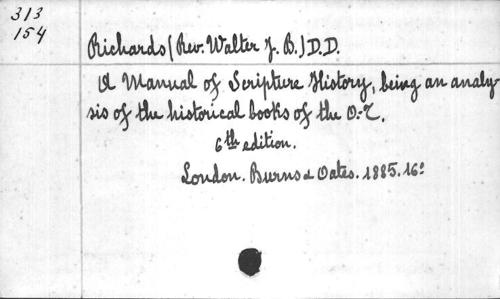 313
154
Richards (Rev. Walter J. B.) D.D.
A Manual of Scripture History, being an analy-
sis of the historical books of the O.-T.
6th edition.
London. Burns & Oates. 1885. 16°